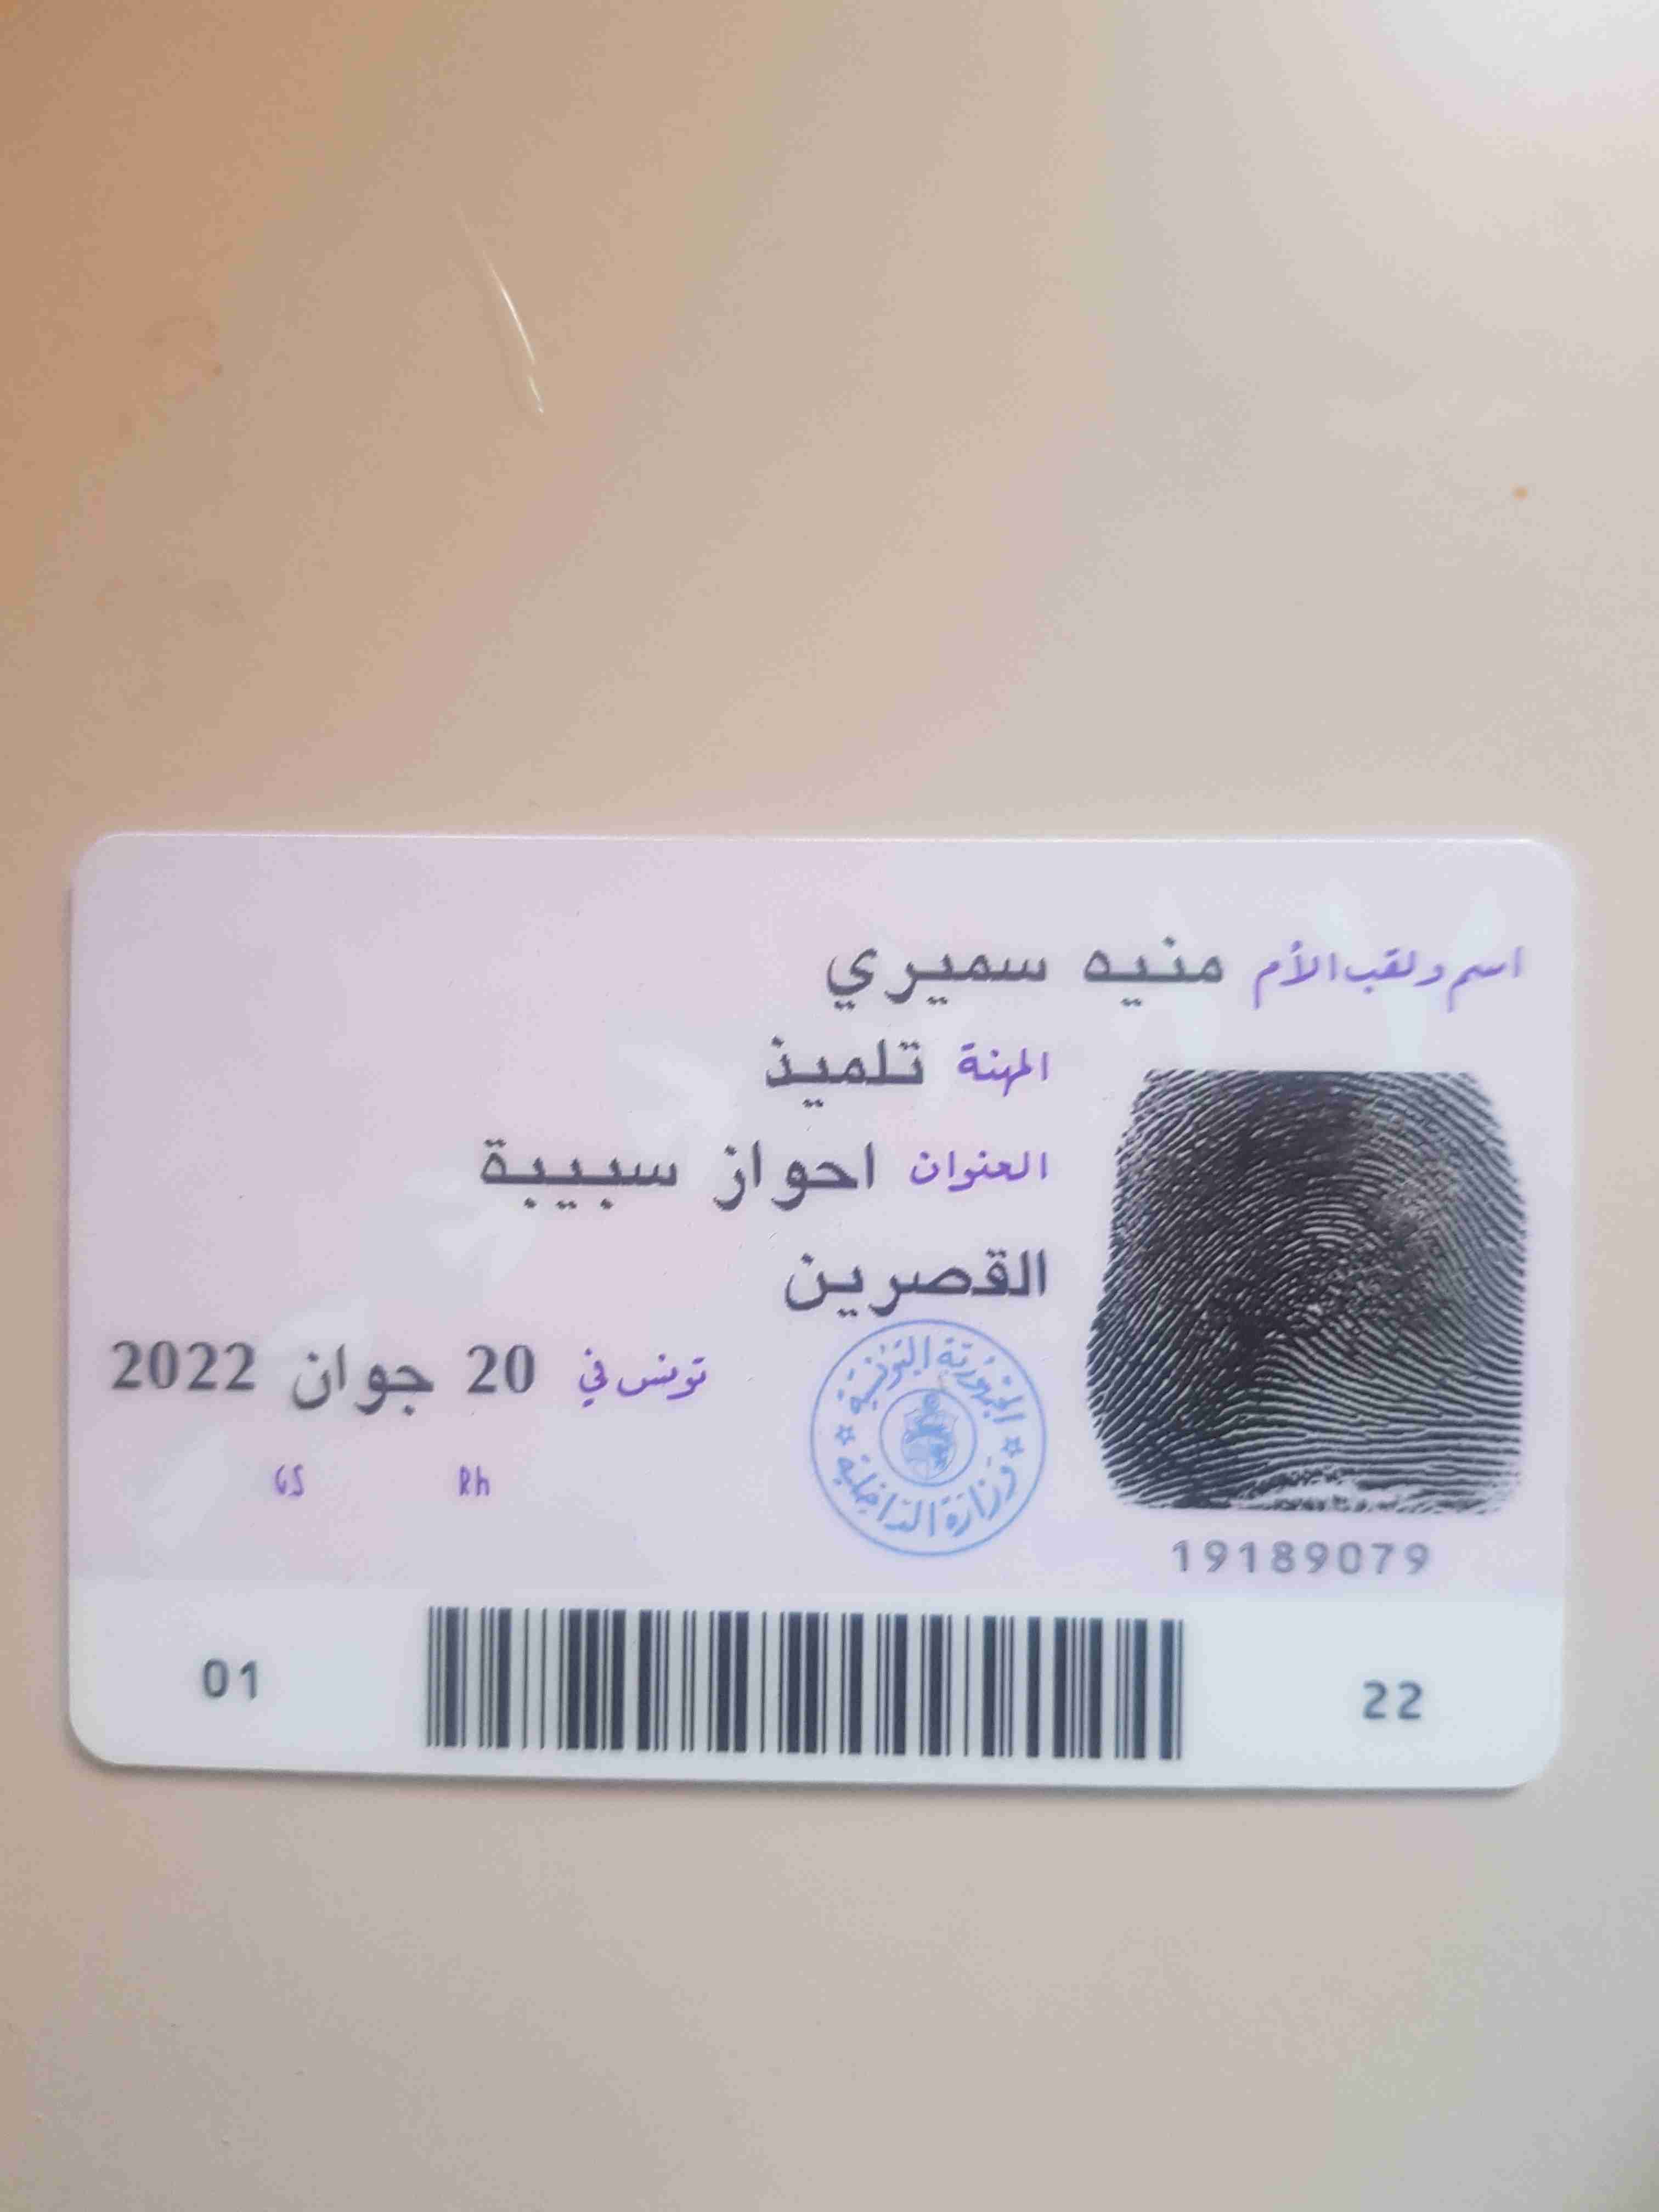 اسم ولقب الأم منيه سميري
المهنة تلميذ
العنوان احواز سبيبة
القصرين
تونس في 20 جوان 2022
Rh GS
الجمهورية التونسية
وزارة الداخلية
19189079
01 22